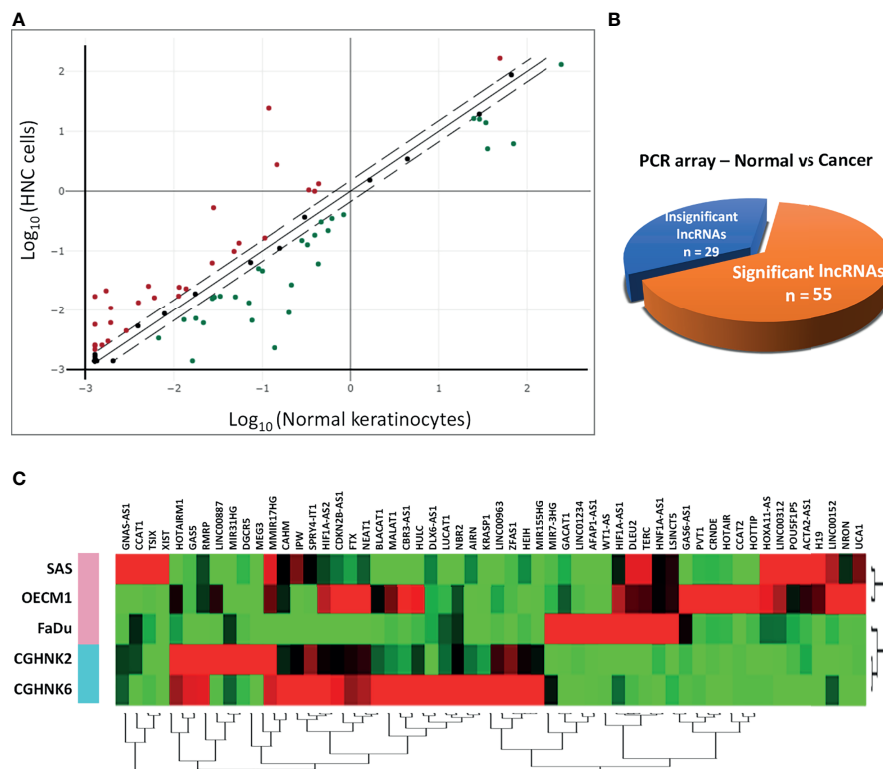 A
B
2
1
0
−1
−2
−3
Log10 (HNC cells)
−3
−2
−1
0
1
2
Log10 (Normal keratinocytes)
PCR array – Normal vs Cancer
Insignificant
lncRNAs
n = 29
Significant lncRNAs
n = 55
C
GNAS-AS1
CCAT1
TSIX
XIST
HOTAIRM1
GAS5
RMRP
LINC00887
MIR31HG
DGCR5
MEG3
MMIR17HG
CAHM
IPW
SPRY4-IT1
HIF1A-AS2
CDKN2B-AS1
FTX
NEAT1
BLACAT1
MALAT1
CBR3-AS1
HULC
DLX6-AS1
LUCAT1
NBR2
AIRN
KRASP1
LINC00963
ZFAS1
HEIH
MIR155HG
MIR7-3HG
GACAT1
LINC01234
AFAP1-AS1
WT1-AS
HIF1A-AS1
DLEU2
TERC
HNF1A-AS1
LSINCT5
GAS6-AS1
PVT1
CRNDE
HOTAIR
CCAT2
HOTTIP
HOXA11-AS
LINC00312
POU5F1P5
ACTA2-AS1
H19
LINC00152
NRON
UCA1
SAS
OECM1
FaDu
CGHNK2
CGHNK6